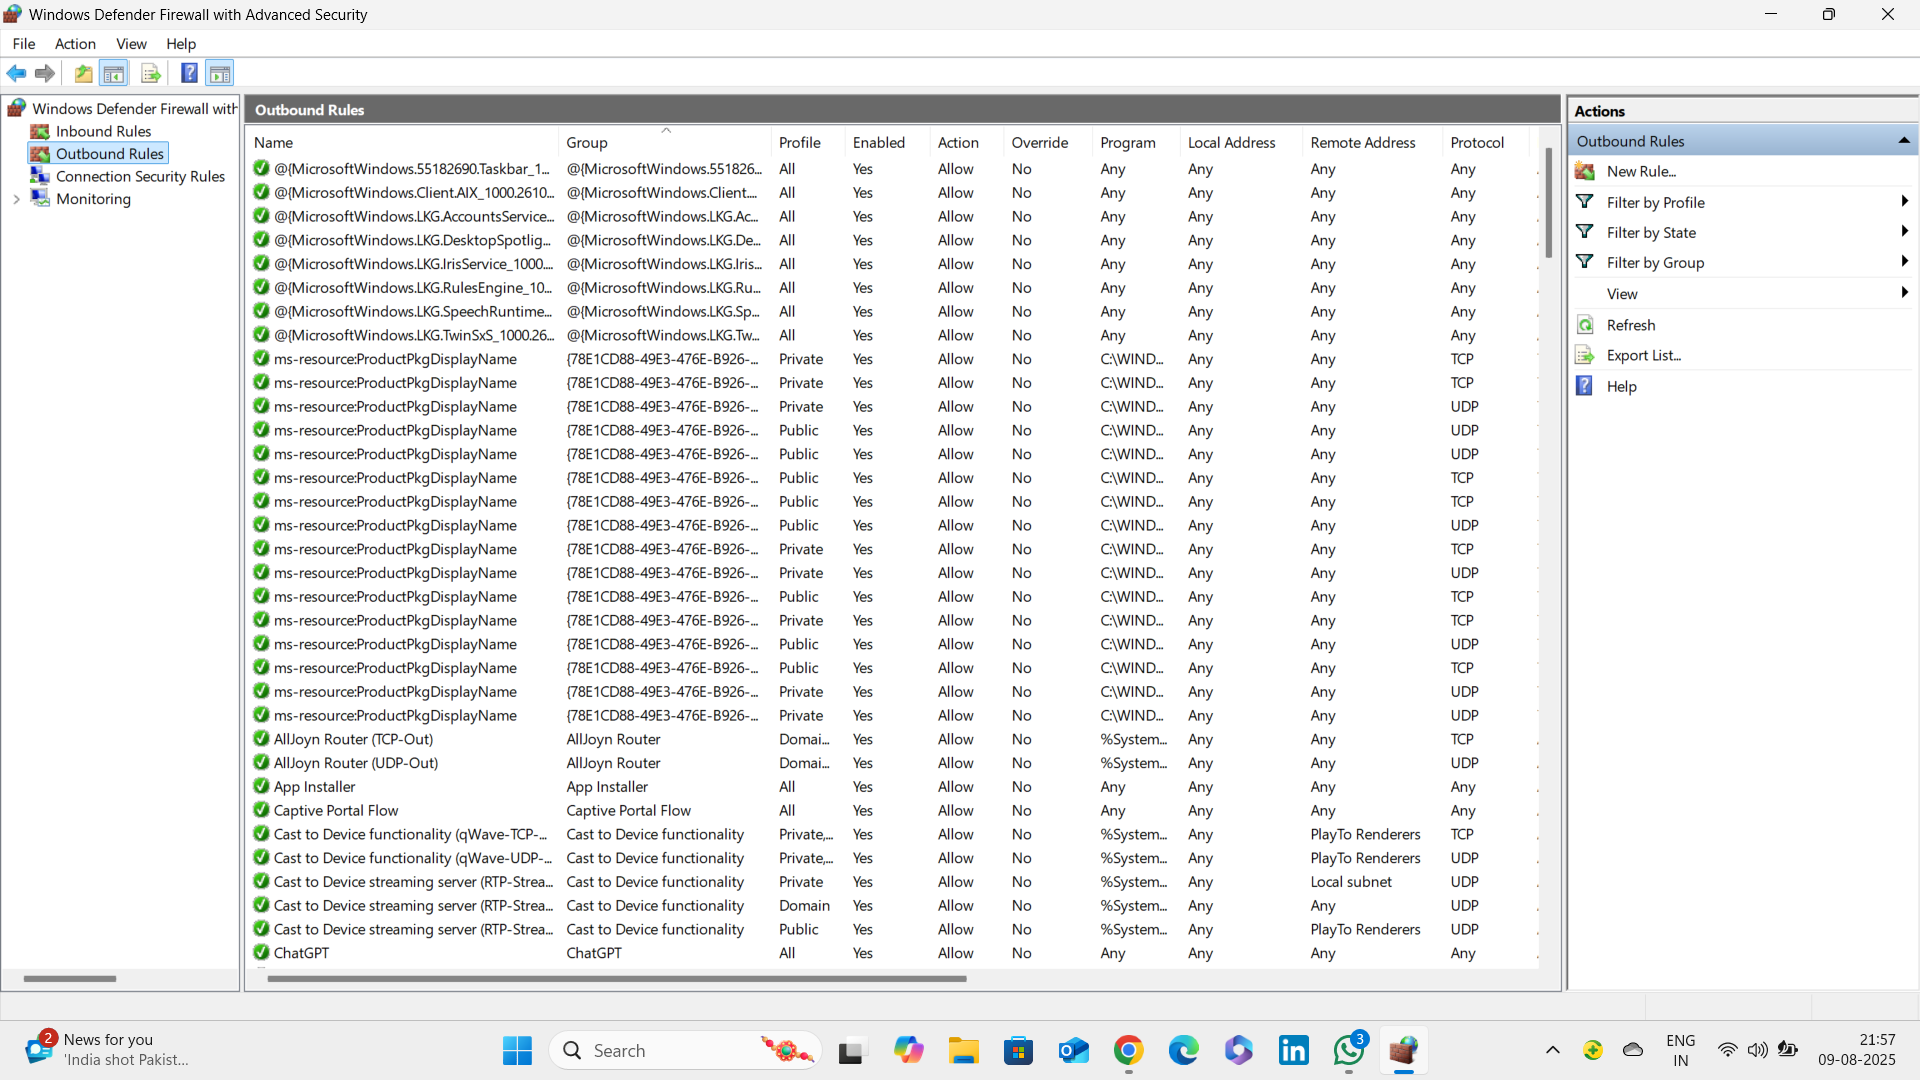 Windows Defender Firewall with Advanced Security
File Action View Help
Windows Defender Firewall with
Inbound Rules
Outbound Rules
Connection Security Rules
Monitoring
Outbound Rules
Name Group Profile Enabled Action Override Program Local Address Remote Address Protocol
@{MicrosoftWindows.55182690.Taskbar_1... @{MicrosoftWindows.551826... All Yes Allow No Any Any Any Any
@{MicrosoftWindows.Client.AIX_1000.2610... @{MicrosoftWindows.Client.... All Yes Allow No Any Any Any Any
@{MicrosoftWindows.LKG.AccountsService... @{MicrosoftWindows.LKG.Ac... All Yes Allow No Any Any Any Any
@{MicrosoftWindows.LKG.DesktopSpotlig... @{MicrosoftWindows.LKG.De... All Yes Allow No Any Any Any Any
@{MicrosoftWindows.LKG.IrisService_1000.... @{MicrosoftWindows.LKG.Iris... All Yes Allow No Any Any Any Any
@{MicrosoftWindows.LKG.RulesEngine_10... @{MicrosoftWindows.LKG.Ru... All Yes Allow No Any Any Any Any
@{MicrosoftWindows.LKG.SpeechRuntime... @{MicrosoftWindows.LKG.Sp... All Yes Allow No Any Any Any Any
@{MicrosoftWindows.LKG.TwinSxS_1000.26... @{MicrosoftWindows.LKG.Tw... All Yes Allow No Any Any Any Any
ms-resource:ProductPkgDisplayName {78E1CD88-49E3-476E-B926-... Private Yes Allow No C:\WIND... Any Any TCP
ms-resource:ProductPkgDisplayName {78E1CD88-49E3-476E-B926-... Private Yes Allow No C:\WIND... Any Any TCP
ms-resource:ProductPkgDisplayName {78E1CD88-49E3-476E-B926-... Private Yes Allow No C:\WIND... Any Any UDP
ms-resource:ProductPkgDisplayName {78E1CD88-49E3-476E-B926-... Public Yes Allow No C:\WIND... Any Any UDP
ms-resource:ProductPkgDisplayName {78E1CD88-49E3-476E-B926-... Public Yes Allow No C:\WIND... Any Any UDP
ms-resource:ProductPkgDisplayName {78E1CD88-49E3-476E-B926-... Public Yes Allow No C:\WIND... Any Any TCP
ms-resource:ProductPkgDisplayName {78E1CD88-49E3-476E-B926-... Public Yes Allow No C:\WIND... Any Any TCP
ms-resource:ProductPkgDisplayName {78E1CD88-49E3-476E-B926-... Public Yes Allow No C:\WIND... Any Any UDP
ms-resource:ProductPkgDisplayName {78E1CD88-49E3-476E-B926-... Private Yes Allow No C:\WIND... Any Any TCP
ms-resource:ProductPkgDisplayName {78E1CD88-49E3-476E-B926-... Private Yes Allow No C:\WIND... Any Any UDP
ms-resource:ProductPkgDisplayName {78E1CD88-49E3-476E-B926-... Public Yes Allow No C:\WIND... Any Any TCP
ms-resource:ProductPkgDisplayName {78E1CD88-49E3-476E-B926-... Private Yes Allow No C:\WIND... Any Any TCP
ms-resource:ProductPkgDisplayName {78E1CD88-49E3-476E-B926-... Public Yes Allow No C:\WIND... Any Any UDP
ms-resource:ProductPkgDisplayName {78E1CD88-49E3-476E-B926-... Public Yes Allow No C:\WIND... Any Any TCP
ms-resource:ProductPkgDisplayName {78E1CD88-49E3-476E-B926-... Private Yes Allow No C:\WIND... Any Any UDP
ms-resource:ProductPkgDisplayName {78E1CD88-49E3-476E-B926-... Private Yes Allow No C:\WIND... Any Any UDP
AllJoyn Router (TCP-Out) AllJoyn Router Domai... Yes Allow No %System... Any Any TCP
AllJoyn Router (UDP-Out) AllJoyn Router Domai... Yes Allow No %System... Any Any UDP
App Installer App Installer All Yes Allow No Any Any Any Any
Captive Portal Flow Captive Portal Flow All Yes Allow No Any Any Any Any
Cast to Device functionality (qWave-TCP-... Cast to Device functionality Private,... Yes Allow No %System... Any PlayTo Renderers TCP
Cast to Device functionality (qWave-UDP-... Cast to Device functionality Private,... Yes Allow No %System... Any PlayTo Renderers UDP
Cast to Device streaming server (RTP-Strea... Cast to Device functionality Private Yes Allow No %System... Any Local subnet UDP
Cast to Device streaming server (RTP-Strea... Cast to Device functionality Domain Yes Allow No %System... Any Any UDP
Cast to Device streaming server (RTP-Strea... Cast to Device functionality Public Yes Allow No %System... Any PlayTo Renderers UDP
ChatGPT ChatGPT All Yes Allow No Any Any Any Any
Actions
Outbound Rules
New Rule...
Filter by Profile
Filter by State
Filter by Group
View
Refresh
Export List...
Help
2
News for you
'India shot Pakist...
Search
3
ENG
IN
21:57
09-08-2025